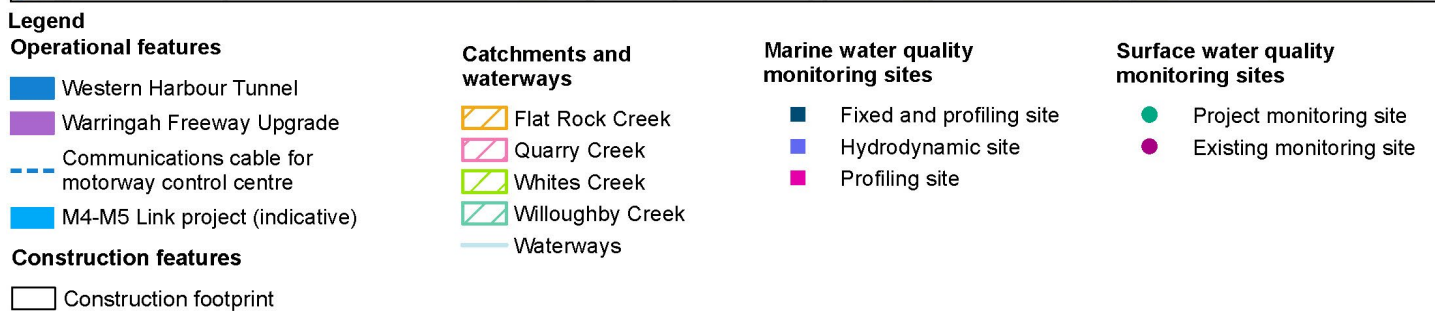 Legend
Operational features
Western Harbour Tunnel
Warringah Freeway Upgrade
Communications cable for
motorway control centre
M4-M5 Link project (indicative)
Construction features
Construction footprint
Catchments and
waterways
Flat Rock Creek
Quarry Creek
Whites Creek
Willoughby Creek
Waterways
Marine water quality
monitoring sites
Fixed and profiling site
Hydrodynamic site
Profiling site
Surface water quality
monitoring sites
Project monitoring site
Existing monitoring site